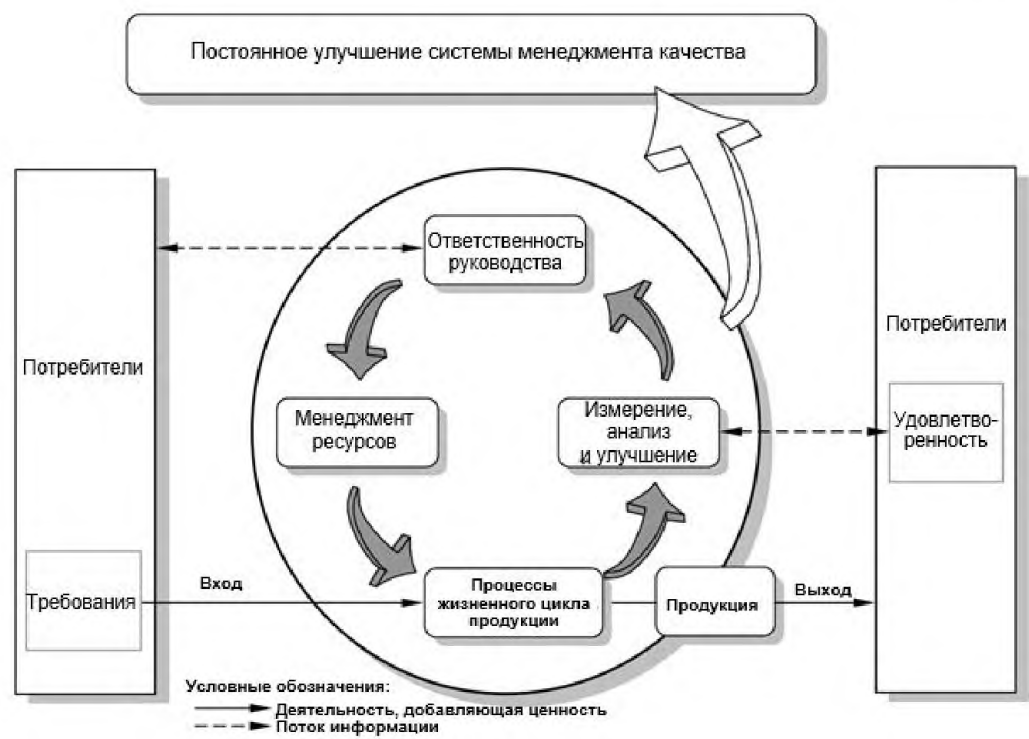 Постоянное улучшение системы менеджмента качества
Ответственность
руководства
Потребители
Потребители
Менеджмент
ресурсов
Измерение,
анализ
и улучшение
Удовлетво-
ренность
Требования
Вход
Процессы
жизненного цикла
продукции
Продукция
Выход
Условные обозначения:
Деятельность, добавляющая ценность
Поток информации